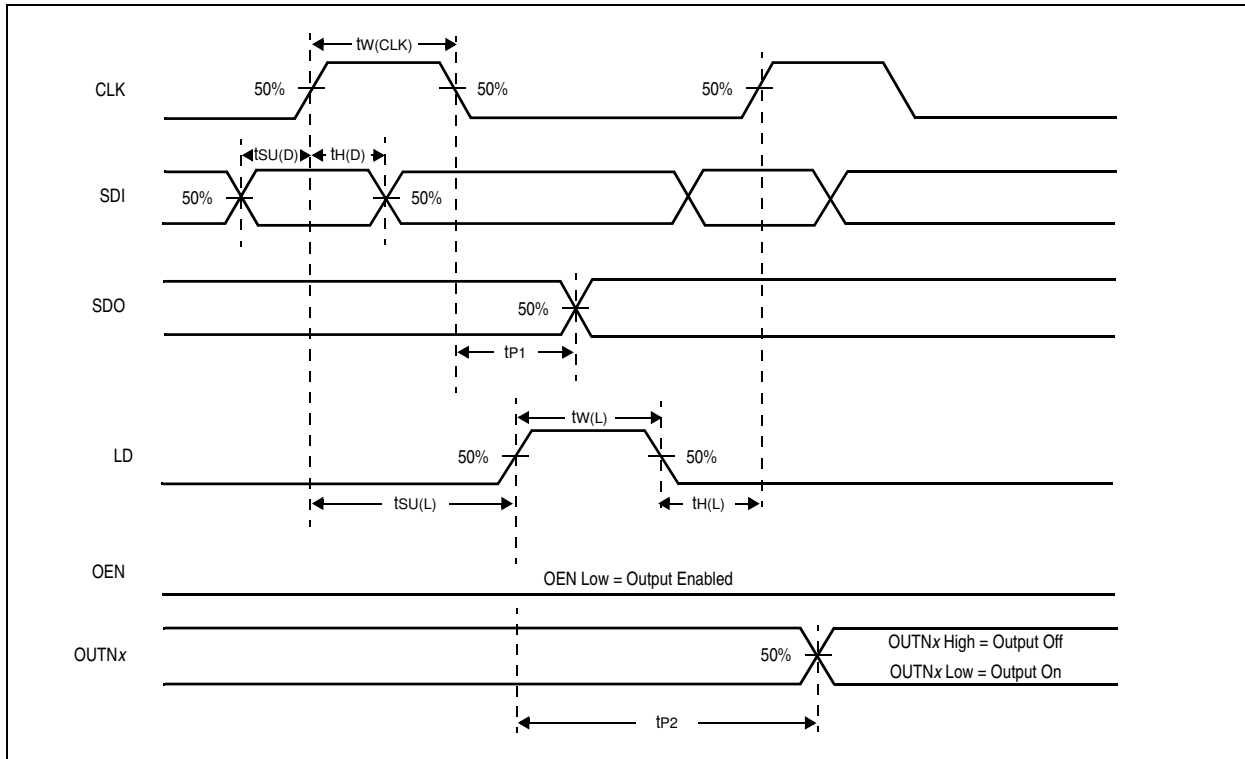 tW(CLK)
CLK
50%
50%
50%
tSU(D)
tH(D)
SDI
50%
50%
SDO
50%
tP1
tW(L)
LD
50%
50%
tSU(L)
tH(L)
OEN
OEN Low = Output Enabled
OUTNx
50%
OUTNx High = Output Off
OUTNx Low = Output On
tP2